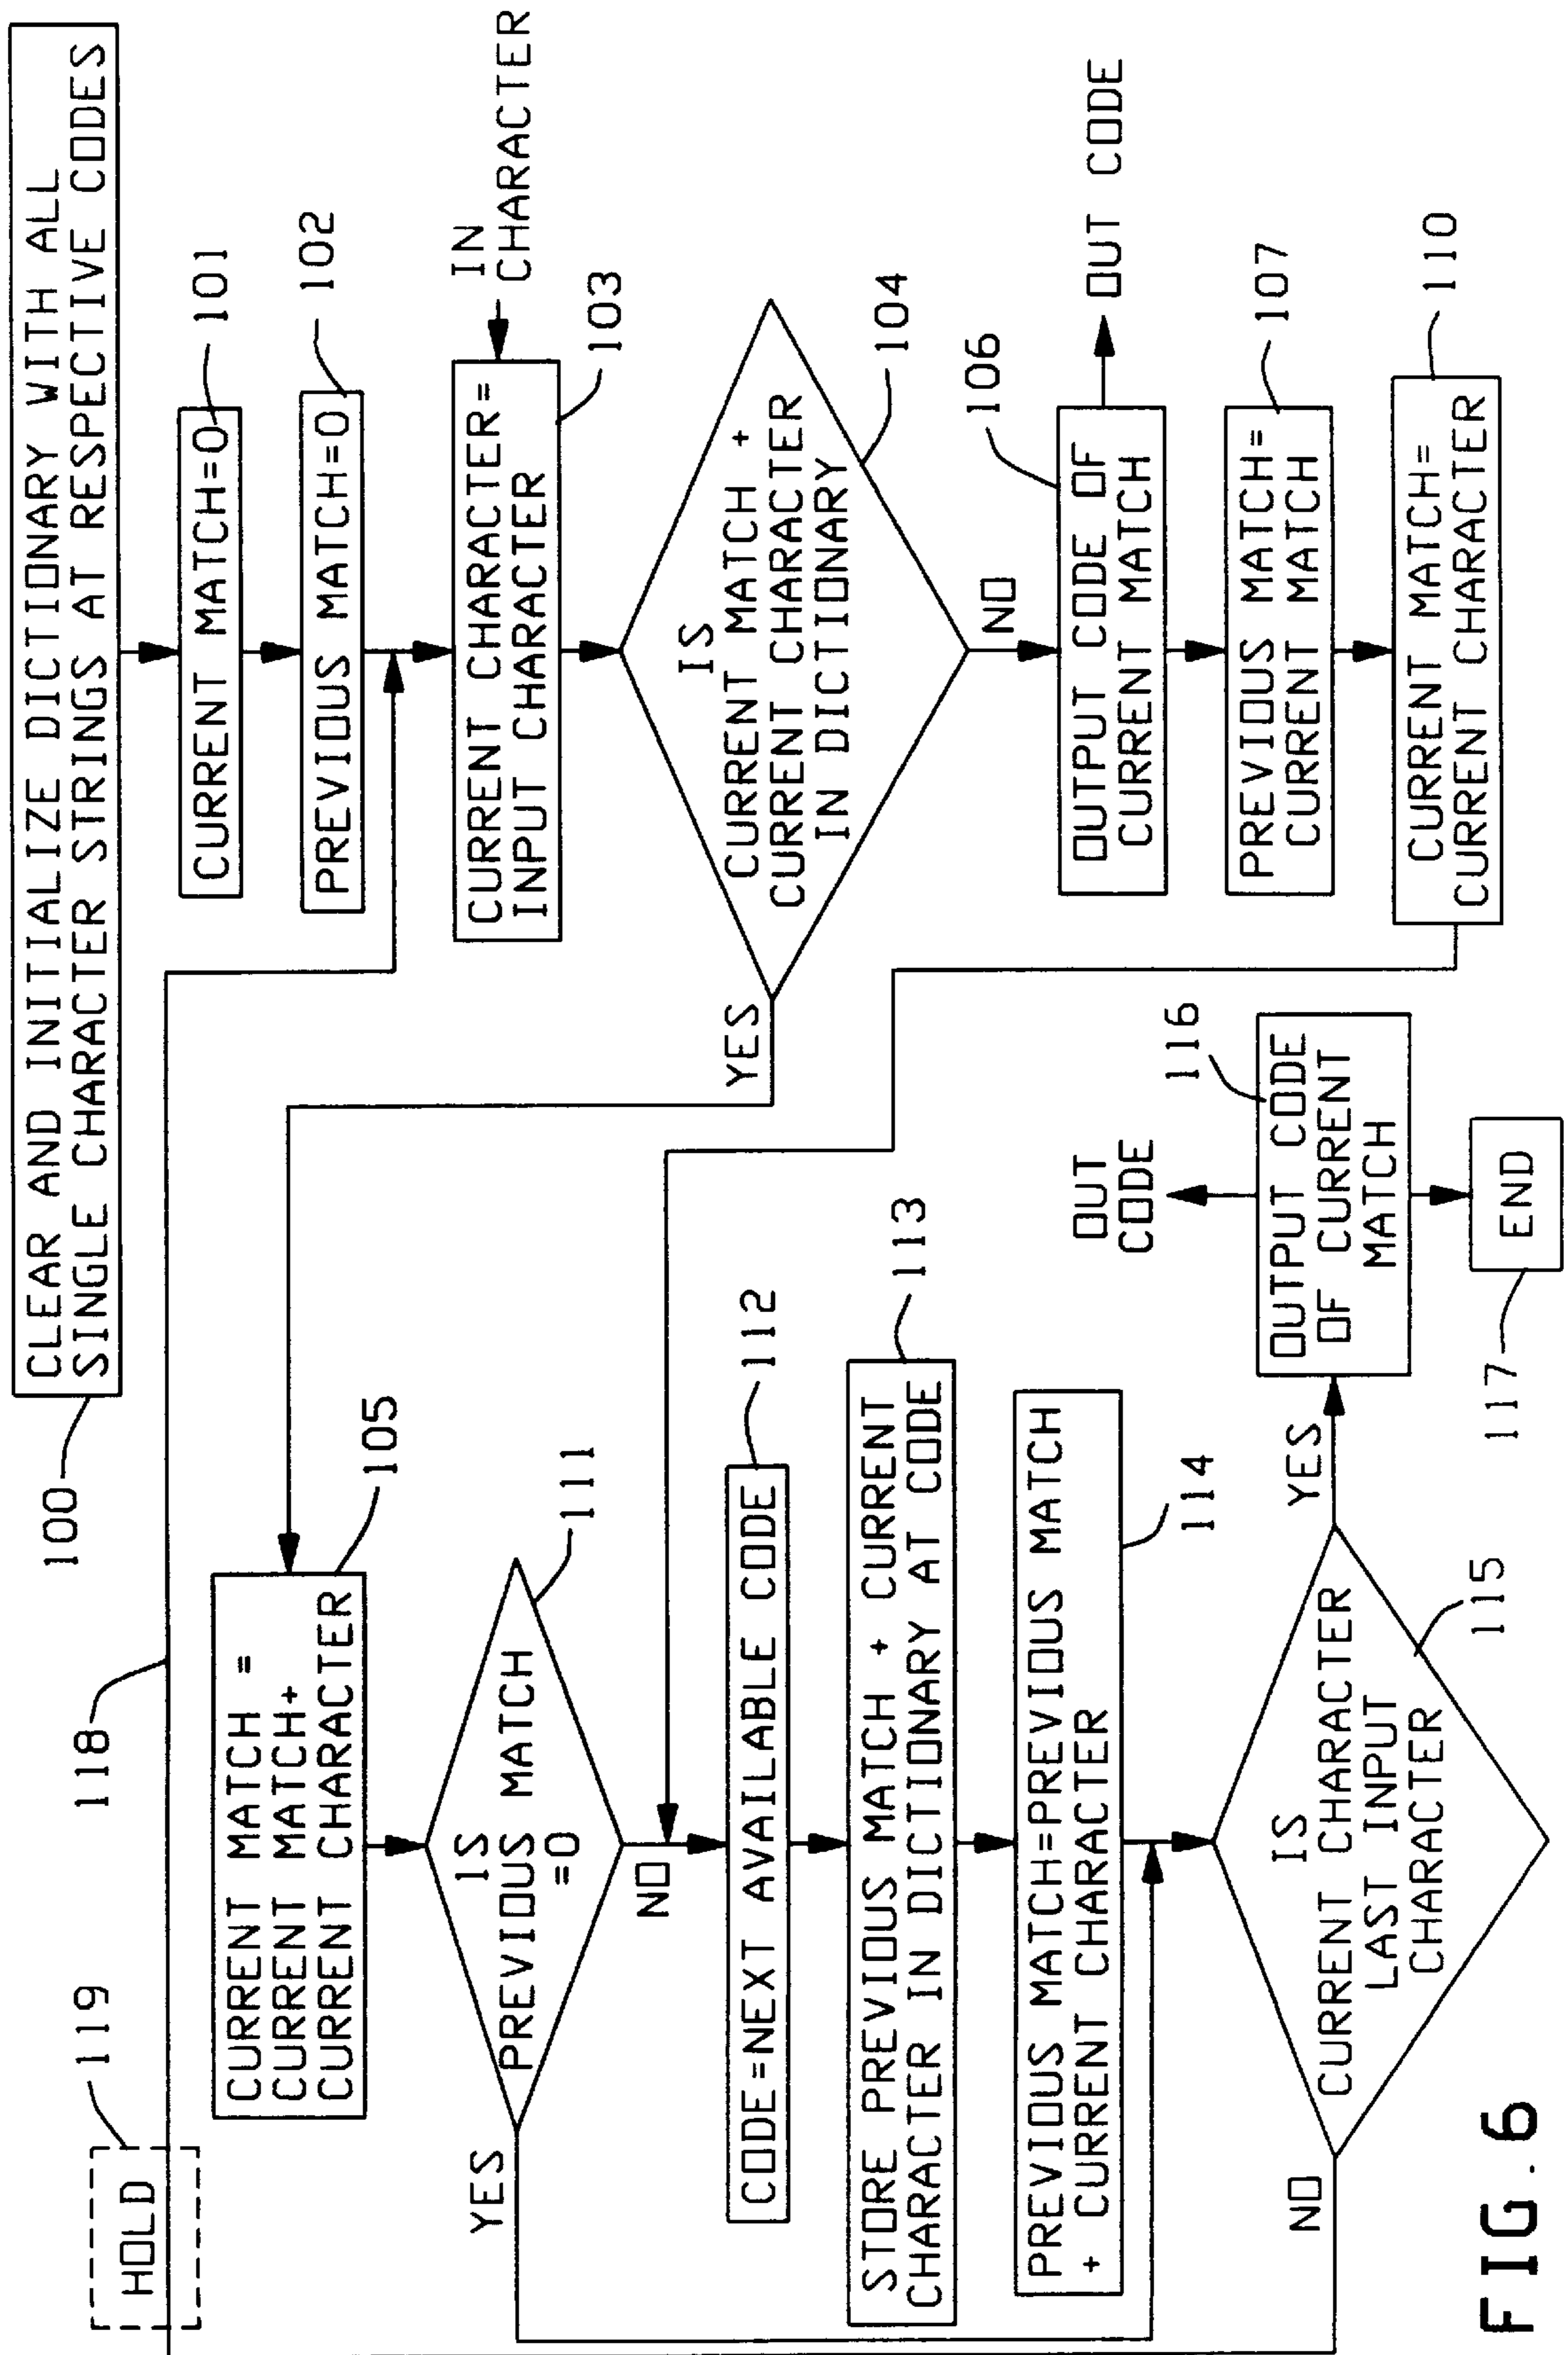 CLEAR AND INITIALIZE DICTIONARY WITH ALL
SINGLE CHARACTER STRINGS AT RESPECTIVE CODES
100
CURRENT MATCH=0
101
PREVIOUS MATCH=0
102
IN
CHARACTER
CURRENT CHARACTER=
INPUT CHARACTER
103
IS
CURRENT MATCH +
CURRENT CHARACTER
IN DICTIONARY
104
YES
NO
106
OUTPUT CODE OF
CURRENT MATCH
OUT CODE
PREVIOUS MATCH=
CURRENT MATCH
107
CURRENT MATCH=
CURRENT CHARACTER
110
118
HOLD
119
CURRENT MATCH =
CURRENT MATCH+
CURRENT CHARACTER
105
IS
PREVIOUS MATCH
=0
111
YES
NO
CODE=NEXT AVAILABLE CODE
112
STORE PREVIOUS MATCH + CURRENT
CHARACTER IN DICTIONARY AT CODE
113
PREVIOUS MATCH=PREVIOUS MATCH
+ CURRENT CHARACTER
114
IS
CURRENT CHARACTER
LAST INPUT
CHARACTER
115
NO
YES
OUT
CODE
116
OUTPUT CODE
OF CURRENT
MATCH
END
117
FIG.6